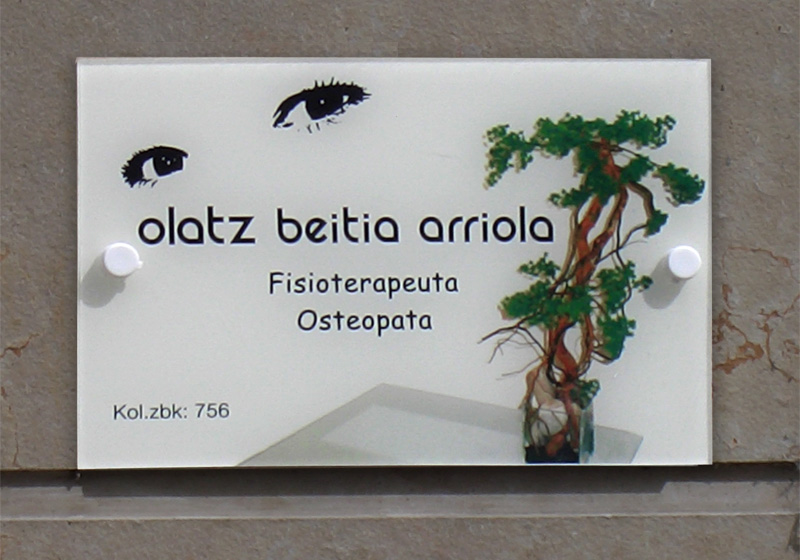 olatz beitia arriola
Fisioterapeuta
Osteopata
Kol.zbk: 756